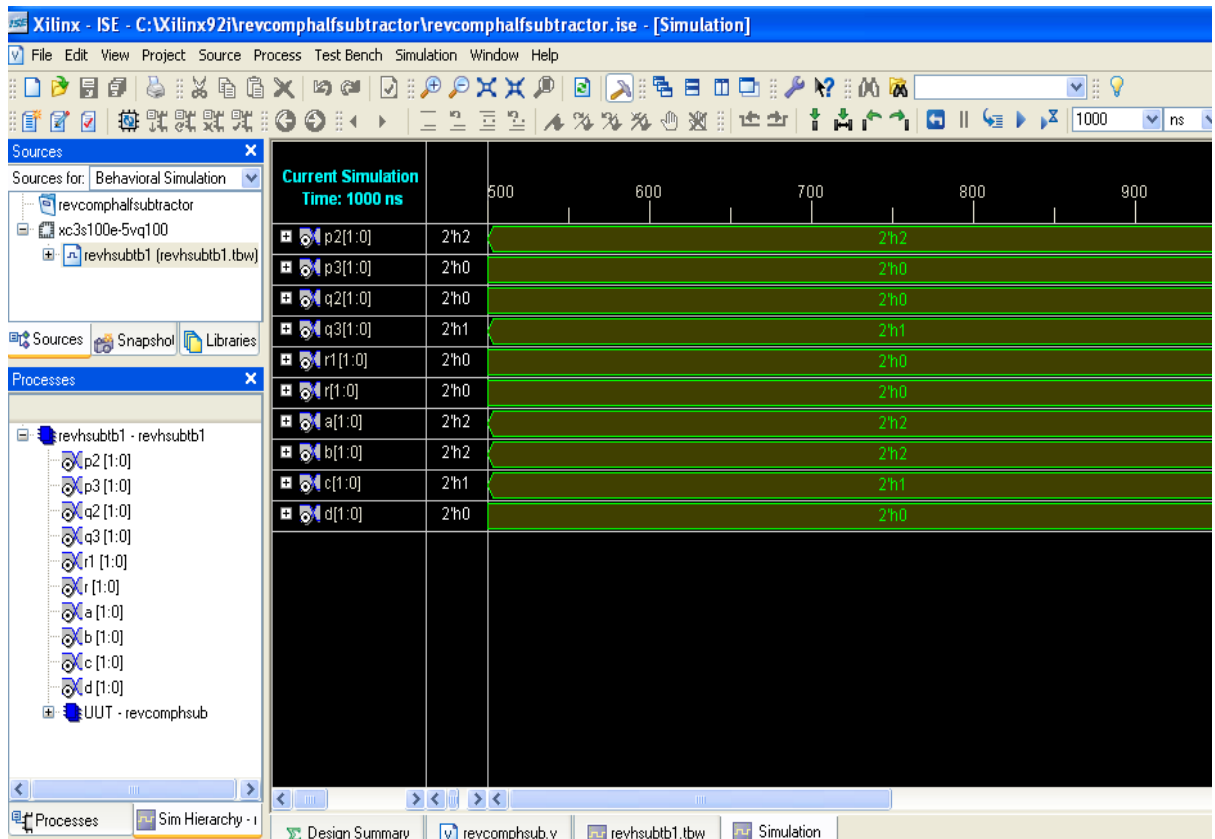 Xilinx - ISE - C:\Xilinx92i\revcomphalfsubtractor\revcomphalfsubtractor.ise - [Simulation]
File Edit View Project Source Process Test Bench Simulation Window Help
1000 ns
Sources
Sources for: Behavioral Simulation
revcomphalfsubtractor
xc3s100e-5vq100
revhsubtb1 (revhsubtb1.tbw)
Sources Snapshot Libraries
Processes
revhsubtb1 - revhsubtb1
p2 [1:0]
p3 [1:0]
q2 [1:0]
q3 [1:0]
r1 [1:0]
r [1:0]
a [1:0]
b [1:0]
c [1:0]
d [1:0]
UUT - revcomphsub
Processes Sim Hierarchy - r
Current Simulation
Time: 1000 ns
500 600 700 800 900
p2[1:0] 2'h2 2'h2
p3[1:0] 2'h0 2'h0
q2[1:0] 2'h0 2'h0
q3[1:0] 2'h1 2'h1
r1[1:0] 2'h0 2'h0
r[1:0] 2'h0 2'h0
a[1:0] 2'h2 2'h2
b[1:0] 2'h2 2'h2
c[1:0] 2'h1 2'h1
d[1:0] 2'h0 2'h0
Design Summary revcomphsub.v revhsubtb1.tbw Simulation